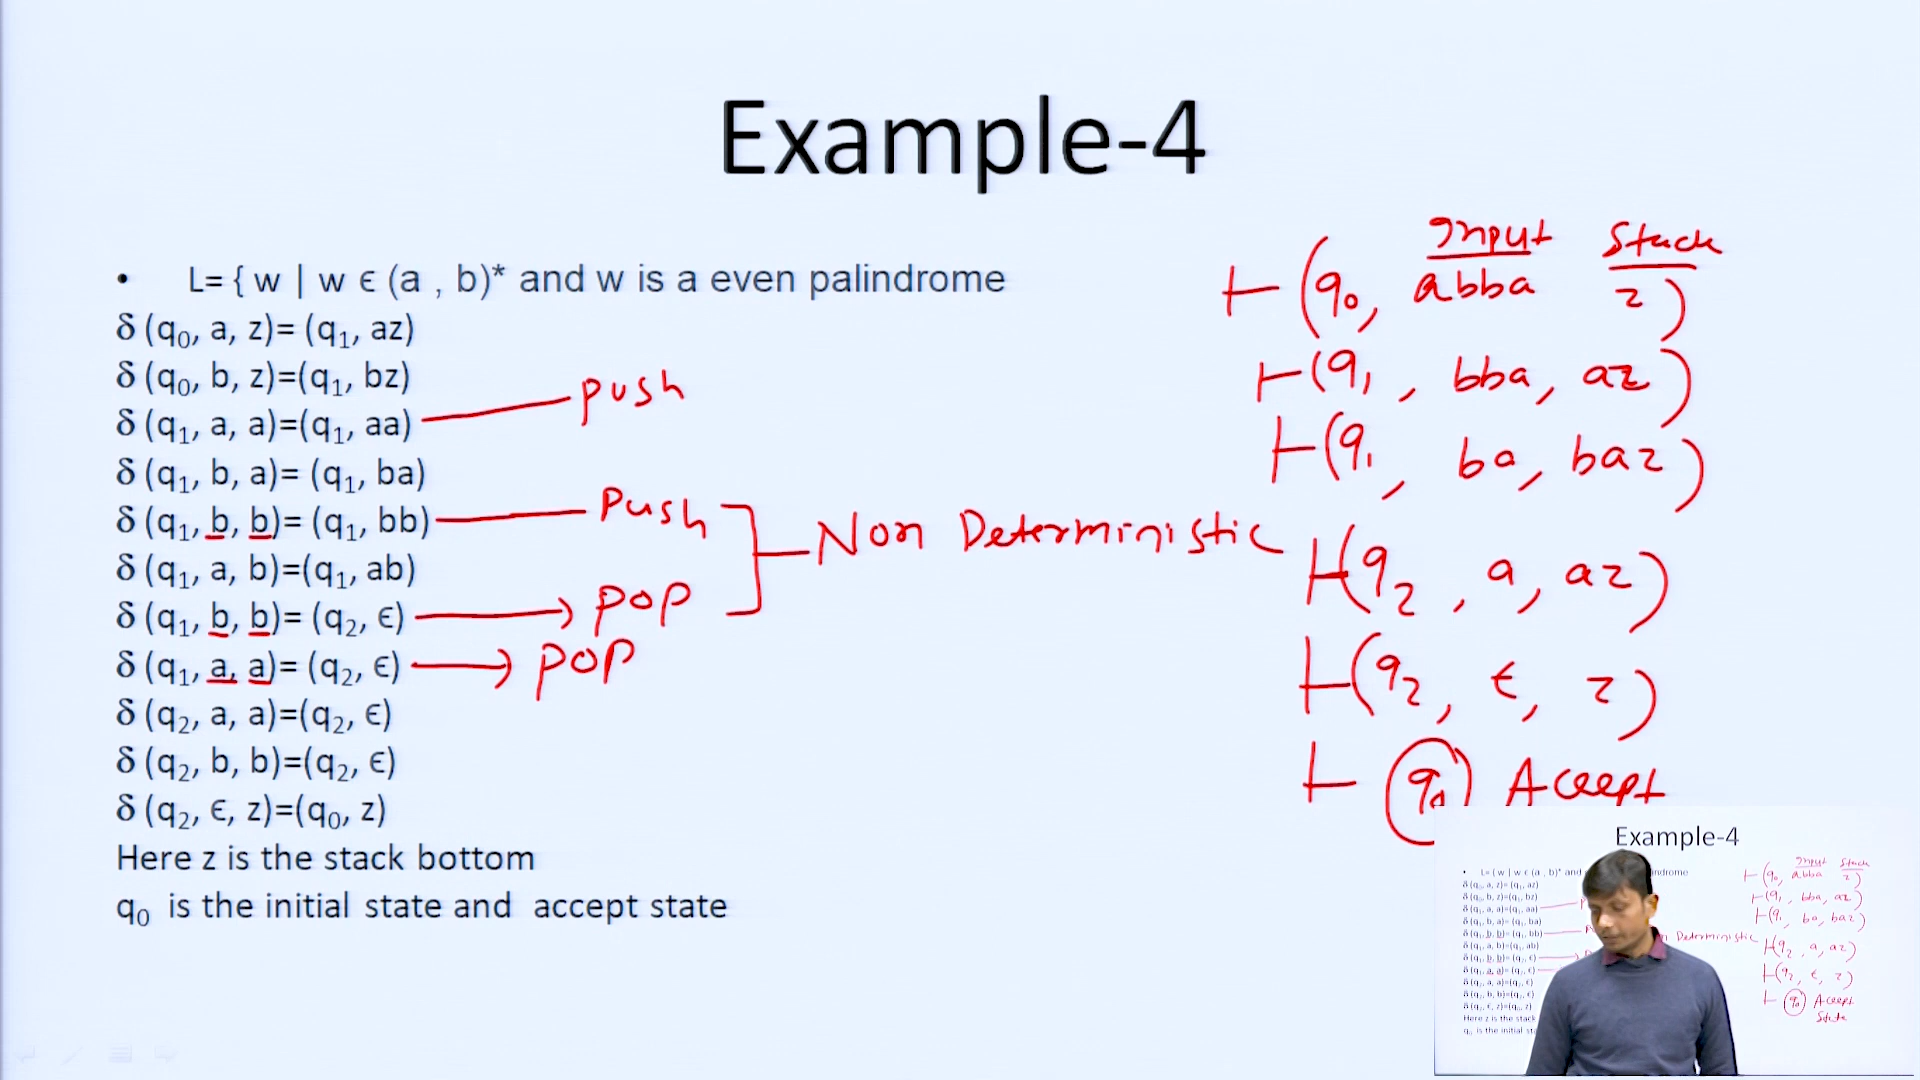 Example-4
• L= { w | w ϵ (a , b)* and w is a even palindrome
δ (q₀, a, z)= (q₁, az)
δ (q₀, b, z)=(q₁, bz)
δ (q₁, a, a)=(q₁, aa) push
δ (q₁, b, a)= (q₁, ba)
δ (q₁, b, b)= (q₁, bb) Push
Non Deterministic
δ (q₁, a, b)=(q₁, ab)
δ (q₁, b, b)= (q₂, ϵ) → pop
δ (q₁, a, a)= (q₂, ϵ) → pop
δ (q₂, a, a)=(q₂, ϵ)
δ (q₂, b, b)=(q₂, ϵ)
δ (q₂, ϵ, z)=(q₀, z)
Here z is the stack bottom
q₀ is the initial state and accept state
Input Stack
⊢ (q₀, abba z)
⊢ (q₁, bba, az)
⊢ (q₁, ba, baz)
⊢ (q₂, a, az)
⊢ (q₂, ϵ, z)
⊢ q₀ Accept
Example-4